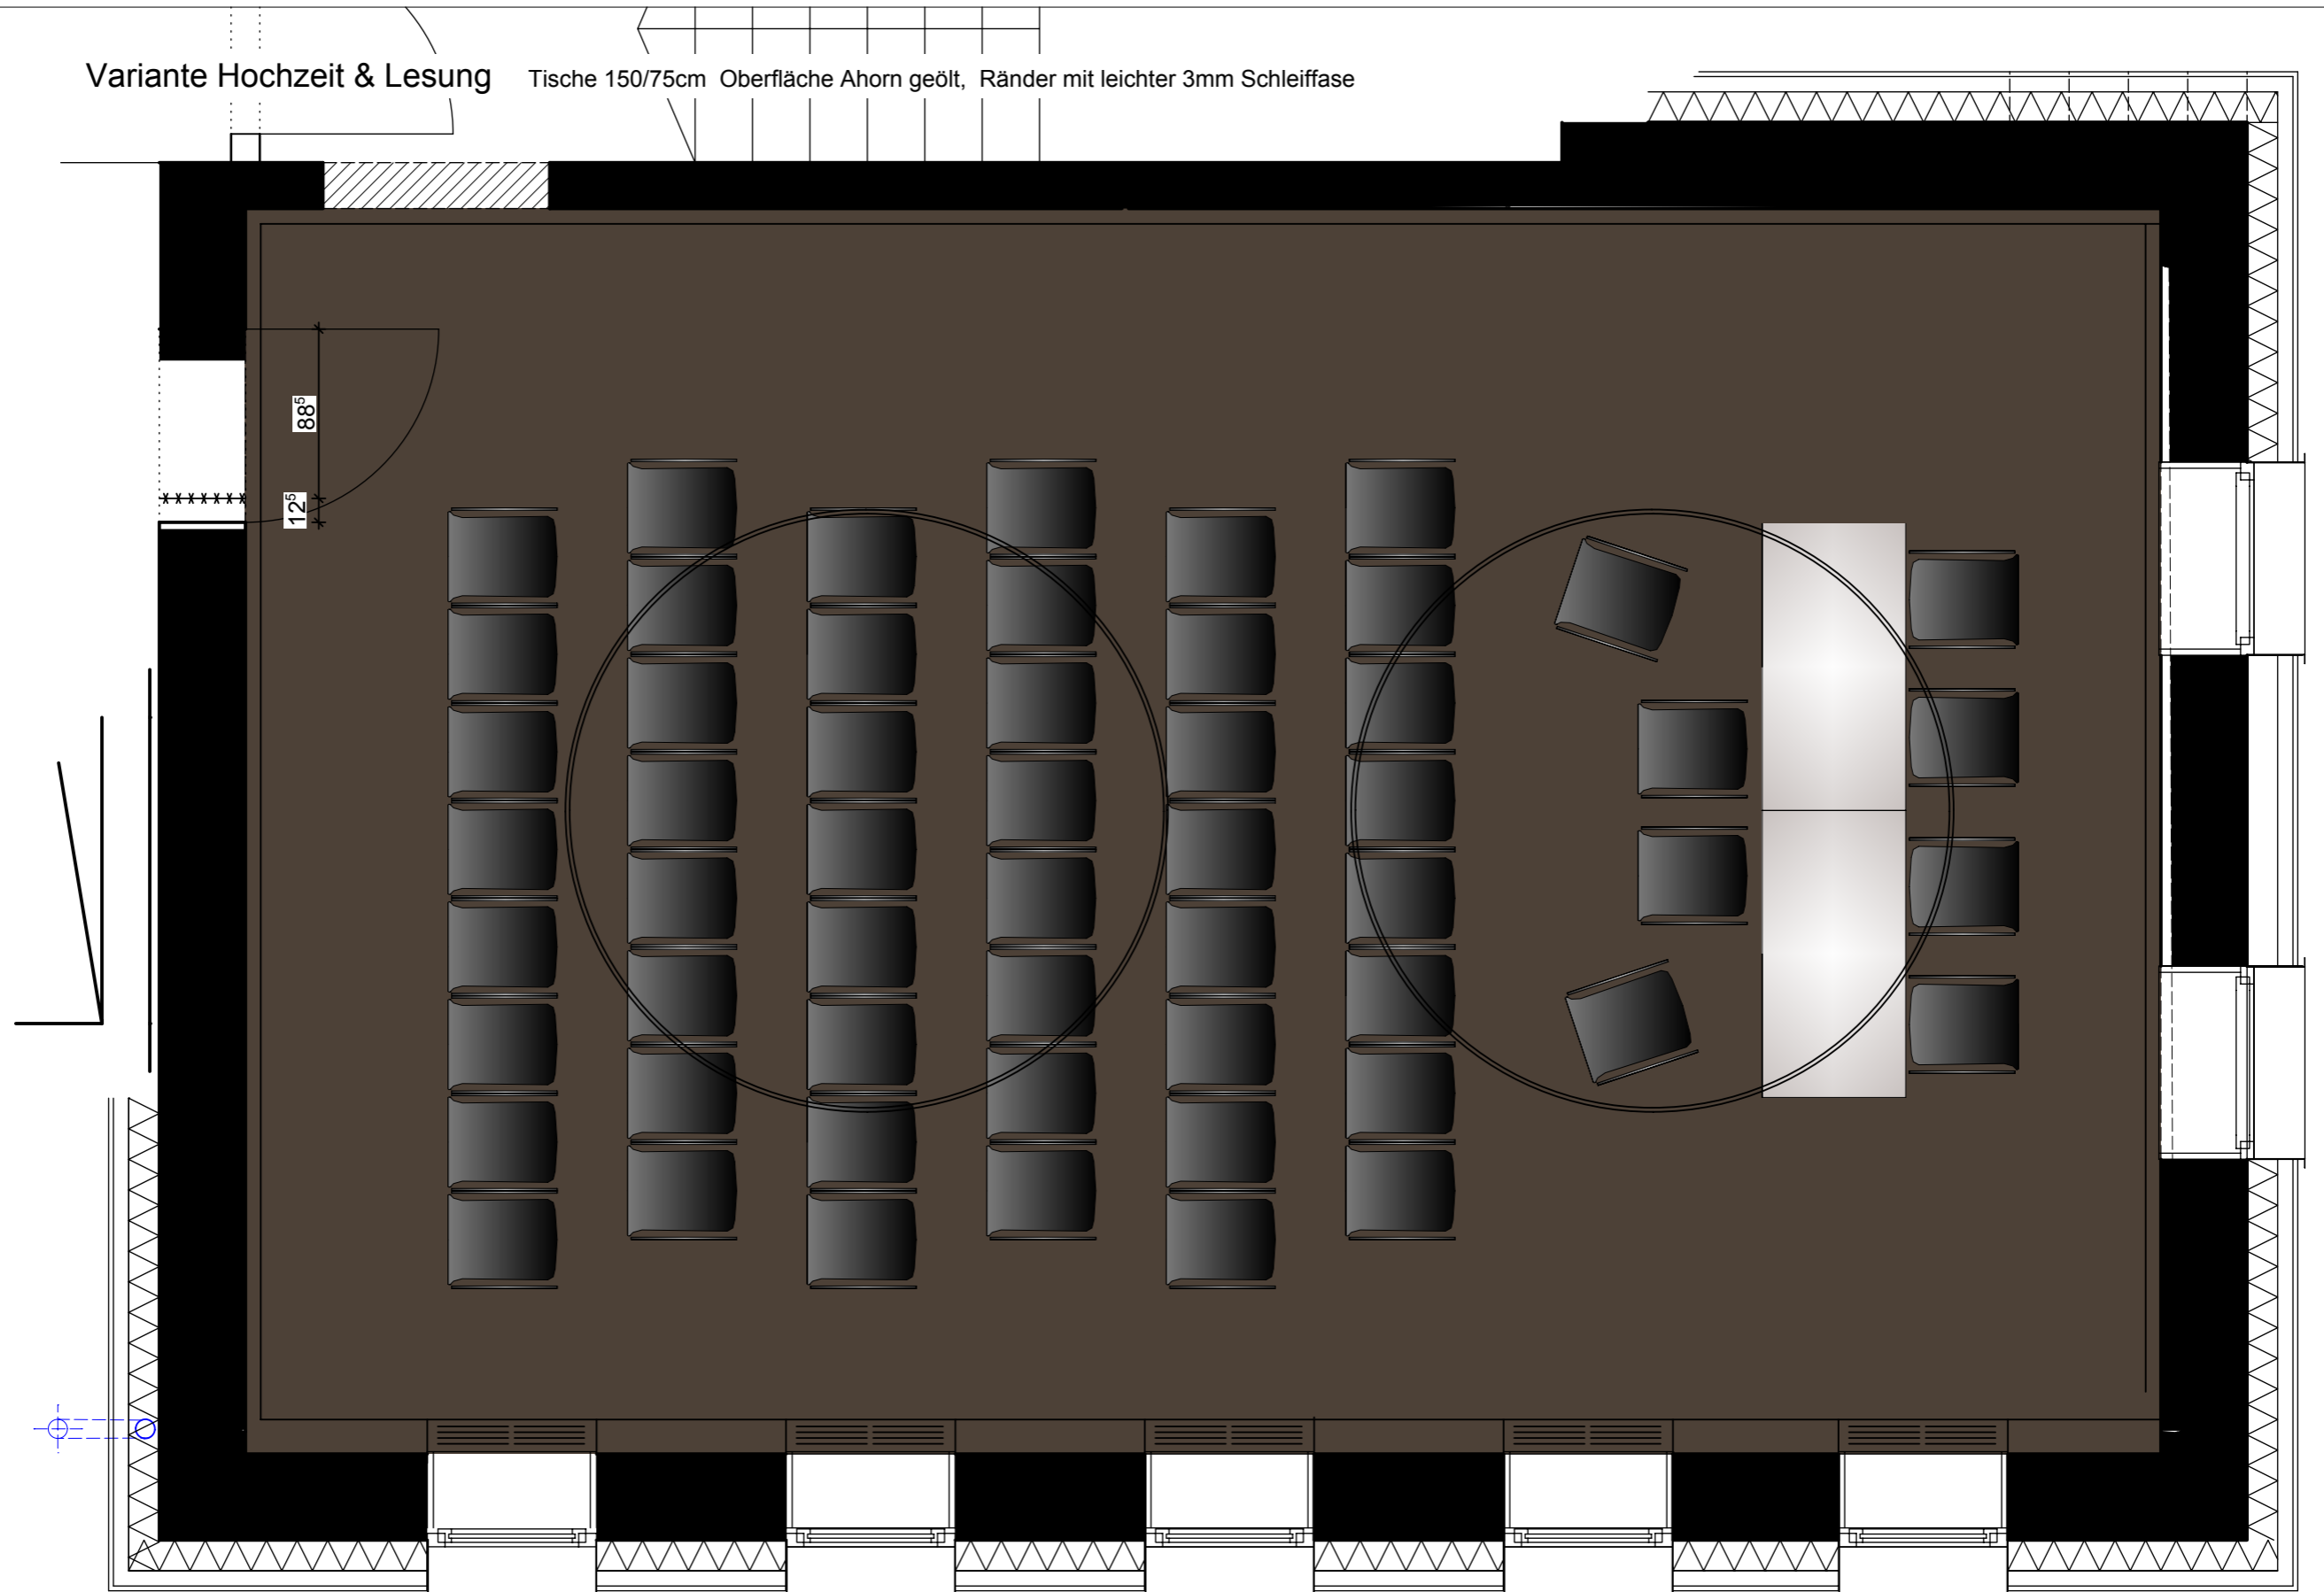 Variante Hochzeit & Lesung Tische 150/75cm Oberfläche Ahorn geölt, Ränder mit leichter 3mm Schleiffase
88⁵
12⁵